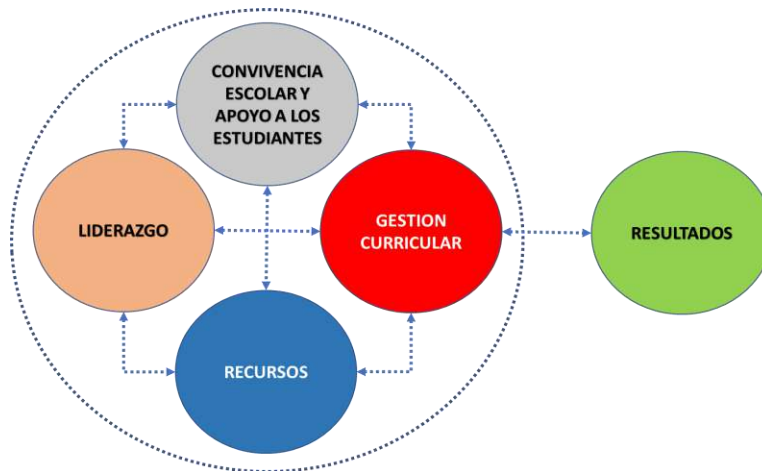 CONVIVENCIA
ESCOLAR Y
APOYO A LOS
ESTUDIANTES
LIDERAZGO
GESTION
CURRICULAR
RESULTADOS
RECURSOS